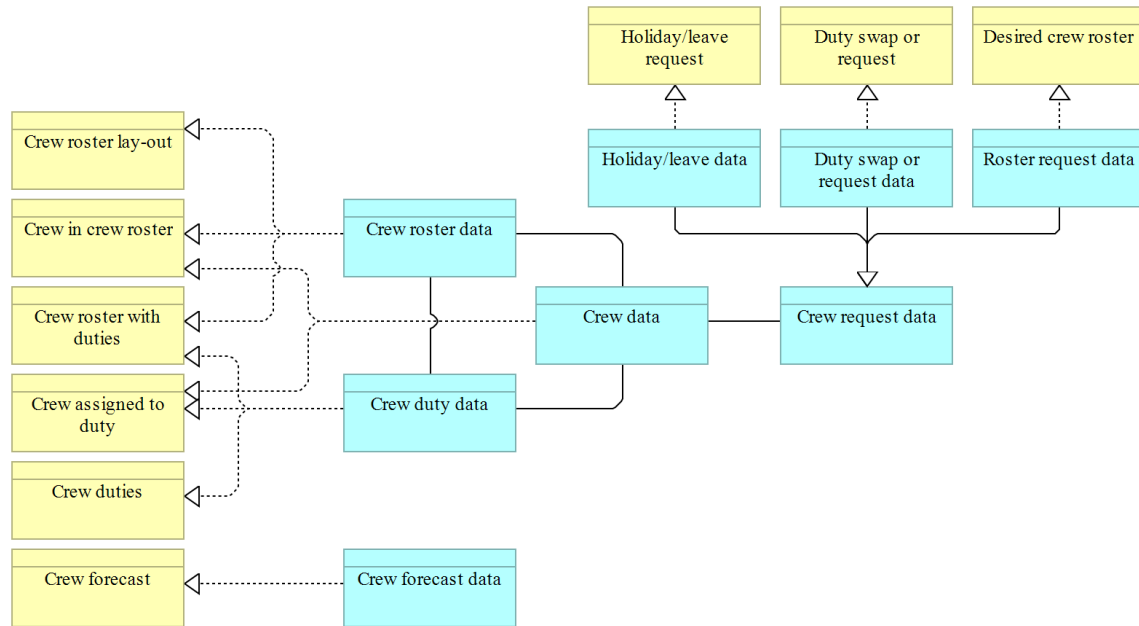 Holiday/leave
request
Duty swap or
request
Desired crew roster
Crew roster lay-out
Holiday/leave data
Duty swap or
request data
Roster request data
Crew in crew roster
Crew roster data
Crew roster with
duties
Crew data
Crew request data
Crew assigned to
duty
Crew duty data
Crew duties
Crew forecast
Crew forecast data